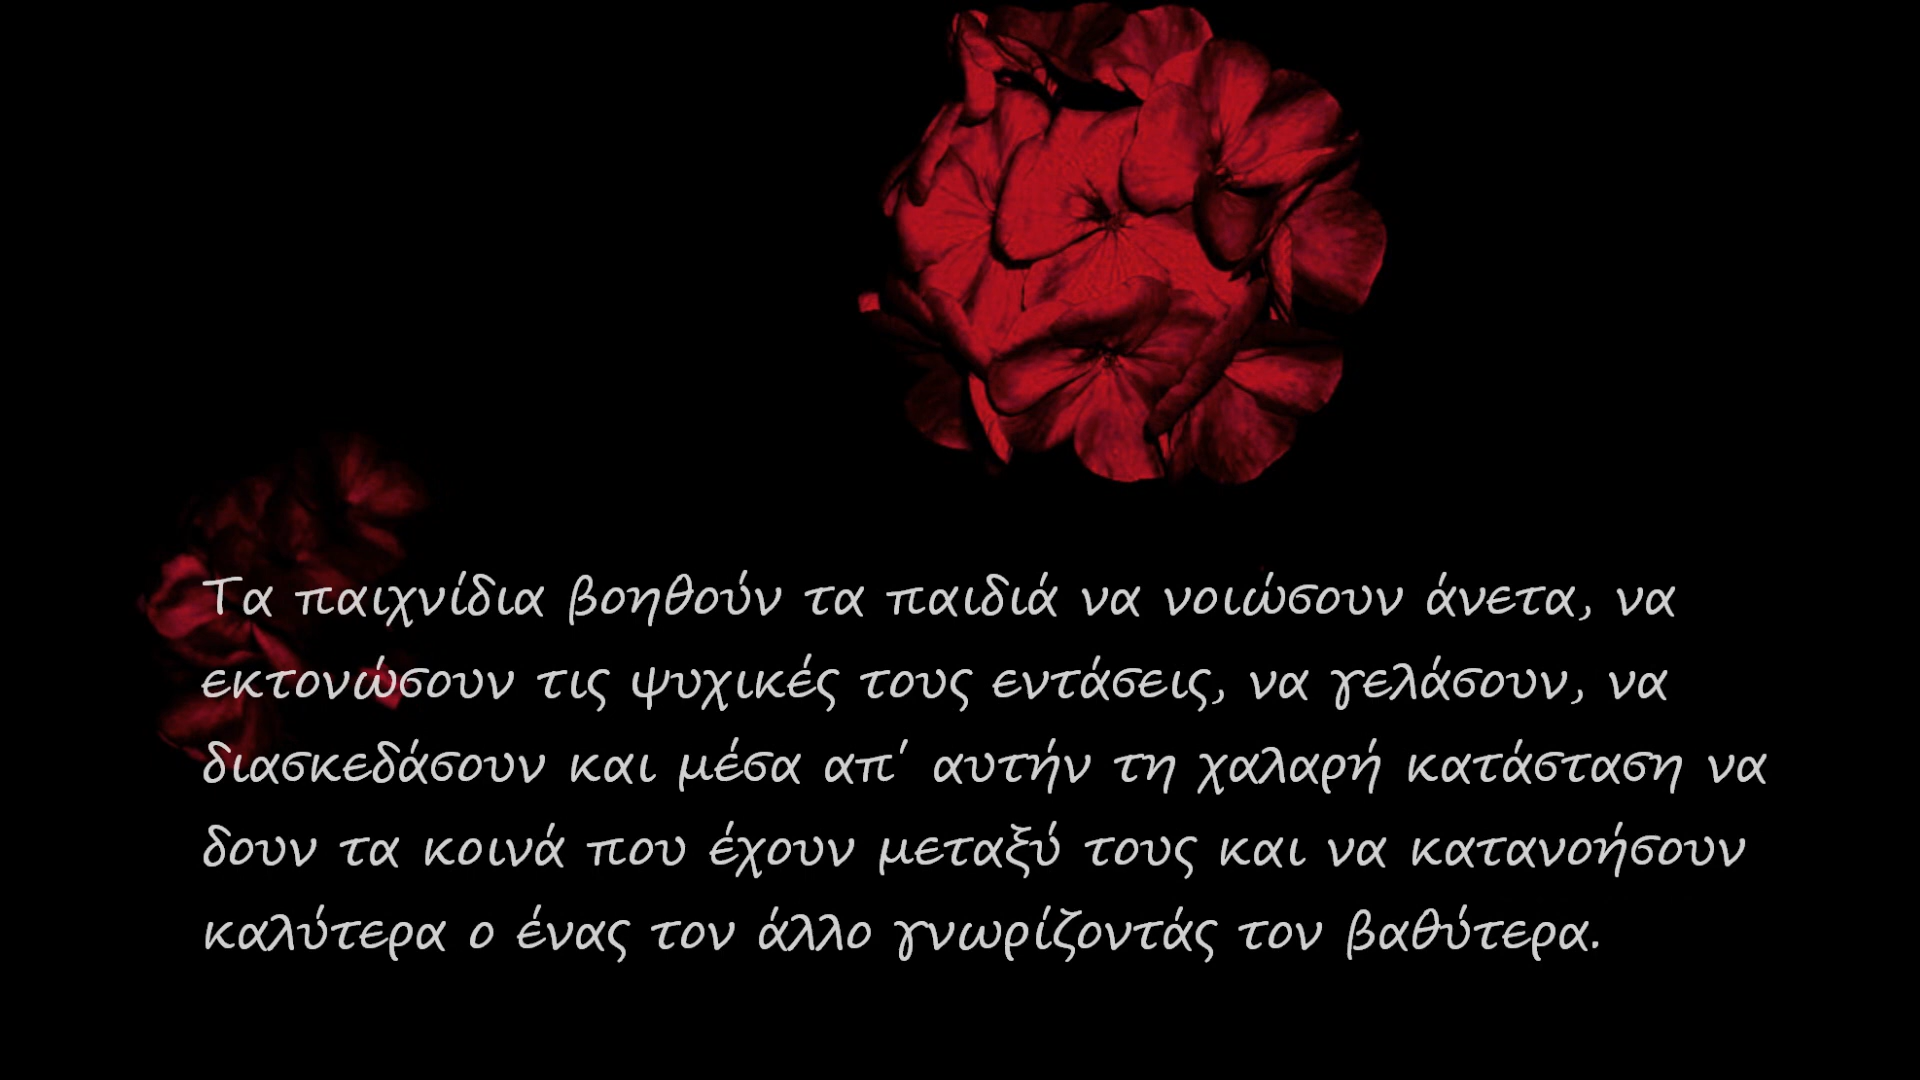 Τα παιχνίδια βοηθούν τα παιδιά να νοιώσουν άνετα, να
εκτονώσουν τις ψυχικές τους εντάσεις, να γελάσουν, να
διασκεδάσουν και μέσα απ΄ αυτήν τη χαλαρή κατάσταση να
δουν τα κοινά που έχουν μεταξύ τους και να κατανοήσουν
καλύτερα ο ένας τον άλλο γνωρίζοντάς τον βαθύτερα.